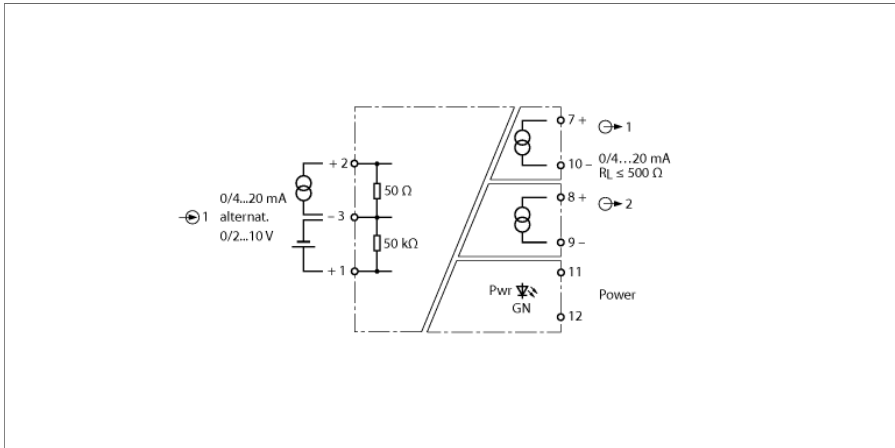 + 2
50 Ω
0/4...20 mA
1 alternat.
0/2...10 V
– 3
50 kΩ
+ 1
7 +
1
10 –
0/4...20 mA
RL ≤ 500 Ω
8 +
2
9 –
11
Pwr
GN
Power
12